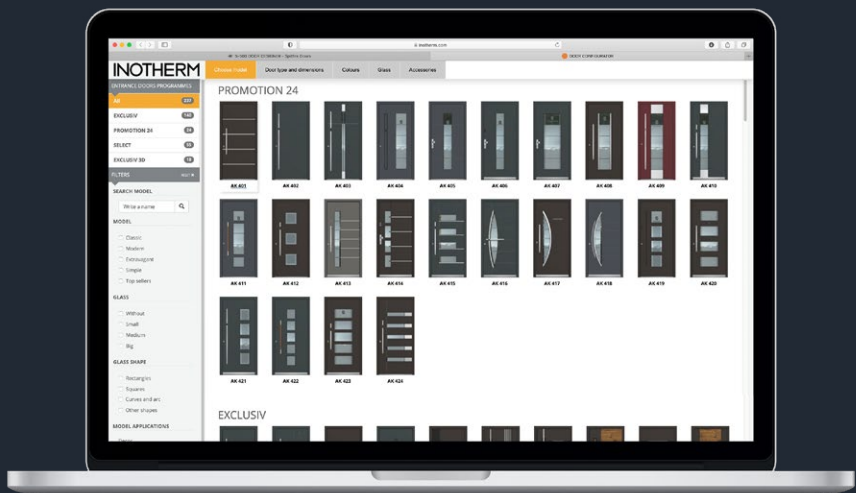 inotherm.com
DOOR CONFIGURATOR
INOTHERM
Choose model
Door type and dimensions
Colours
Glass
Accessories
ENTRANCE DOORS PROGRAMMES
All
EXCLUSIV
PROMOTION 24
24
SELECT
EXCLUSIV 3D
FILTERS
SEARCH MODEL
Write a name
MODEL
Classic
Modern
Extravagant
Simple
Top sellers
GLASS
Without
Small
Medium
Big
GLASS SHAPE
Rectangles
Squares
Curves and arc
Other shapes
MODEL APPLICATIONS
PROMOTION 24
AK 401 AK 402 AK 403 AK 404 AK 405 AK 406 AK 407 AK 408 AK 409 AK 410
AK 411 AK 412 AK 413 AK 414 AK 415 AK 416 AK 417 AK 418 AK 419 AK 420
AK 421 AK 422 AK 423 AK 424
EXCLUSIV